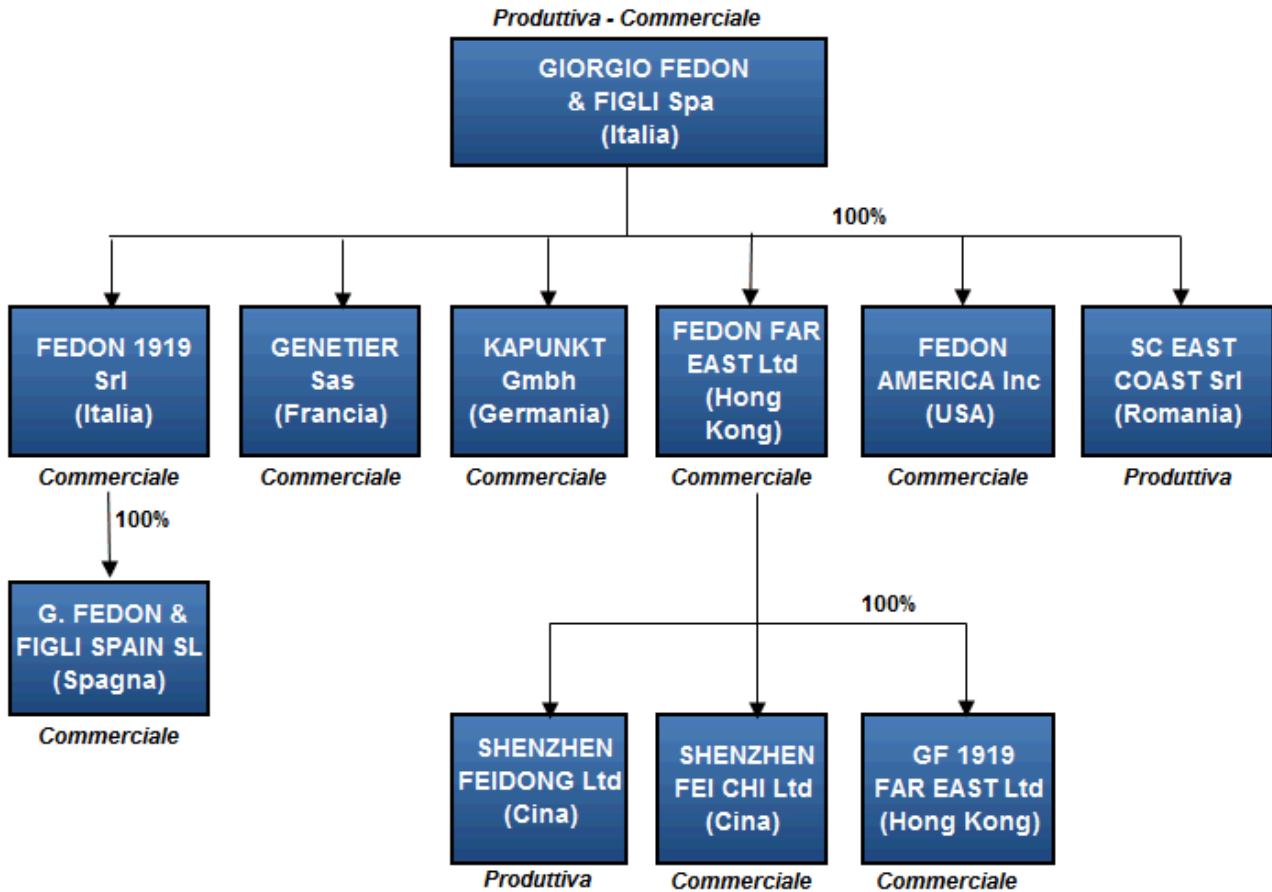 Produttiva - Commerciale
GIORGIO FEDON
& FIGLI Spa
(Italia)
100%
FEDON 1919
Srl
(Italia)
Commerciale
GENETIER
Sas
(Francia)
Commerciale
KAPUNKT
Gmbh
(Germania)
Commerciale
FEDON FAR
EAST Ltd
(Hong
Kong)
Commerciale
FEDON
AMERICA Inc
(USA)
Commerciale
SC EAST
COAST Srl
(Romania)
Produttiva
100%
G. FEDON &
FIGLI SPAIN SL
(Spagna)
Commerciale
100%
SHENZHEN
FEIDONG Ltd
(Cina)
Produttiva
SHENZHEN
FEI CHI Ltd
(Cina)
Commerciale
GF 1919
FAR EAST Ltd
(Hong Kong)
Commerciale